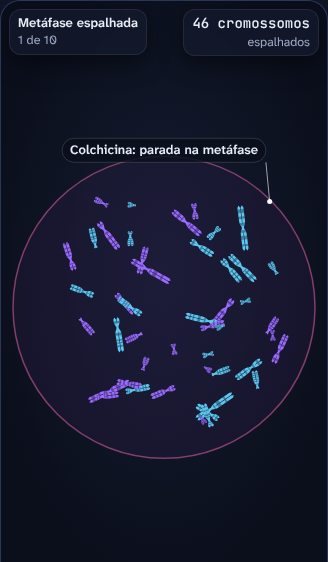 Metáfase espalhada
1 de 10
46 cromossomos
espalhados
Colchicina: parada na metáfase